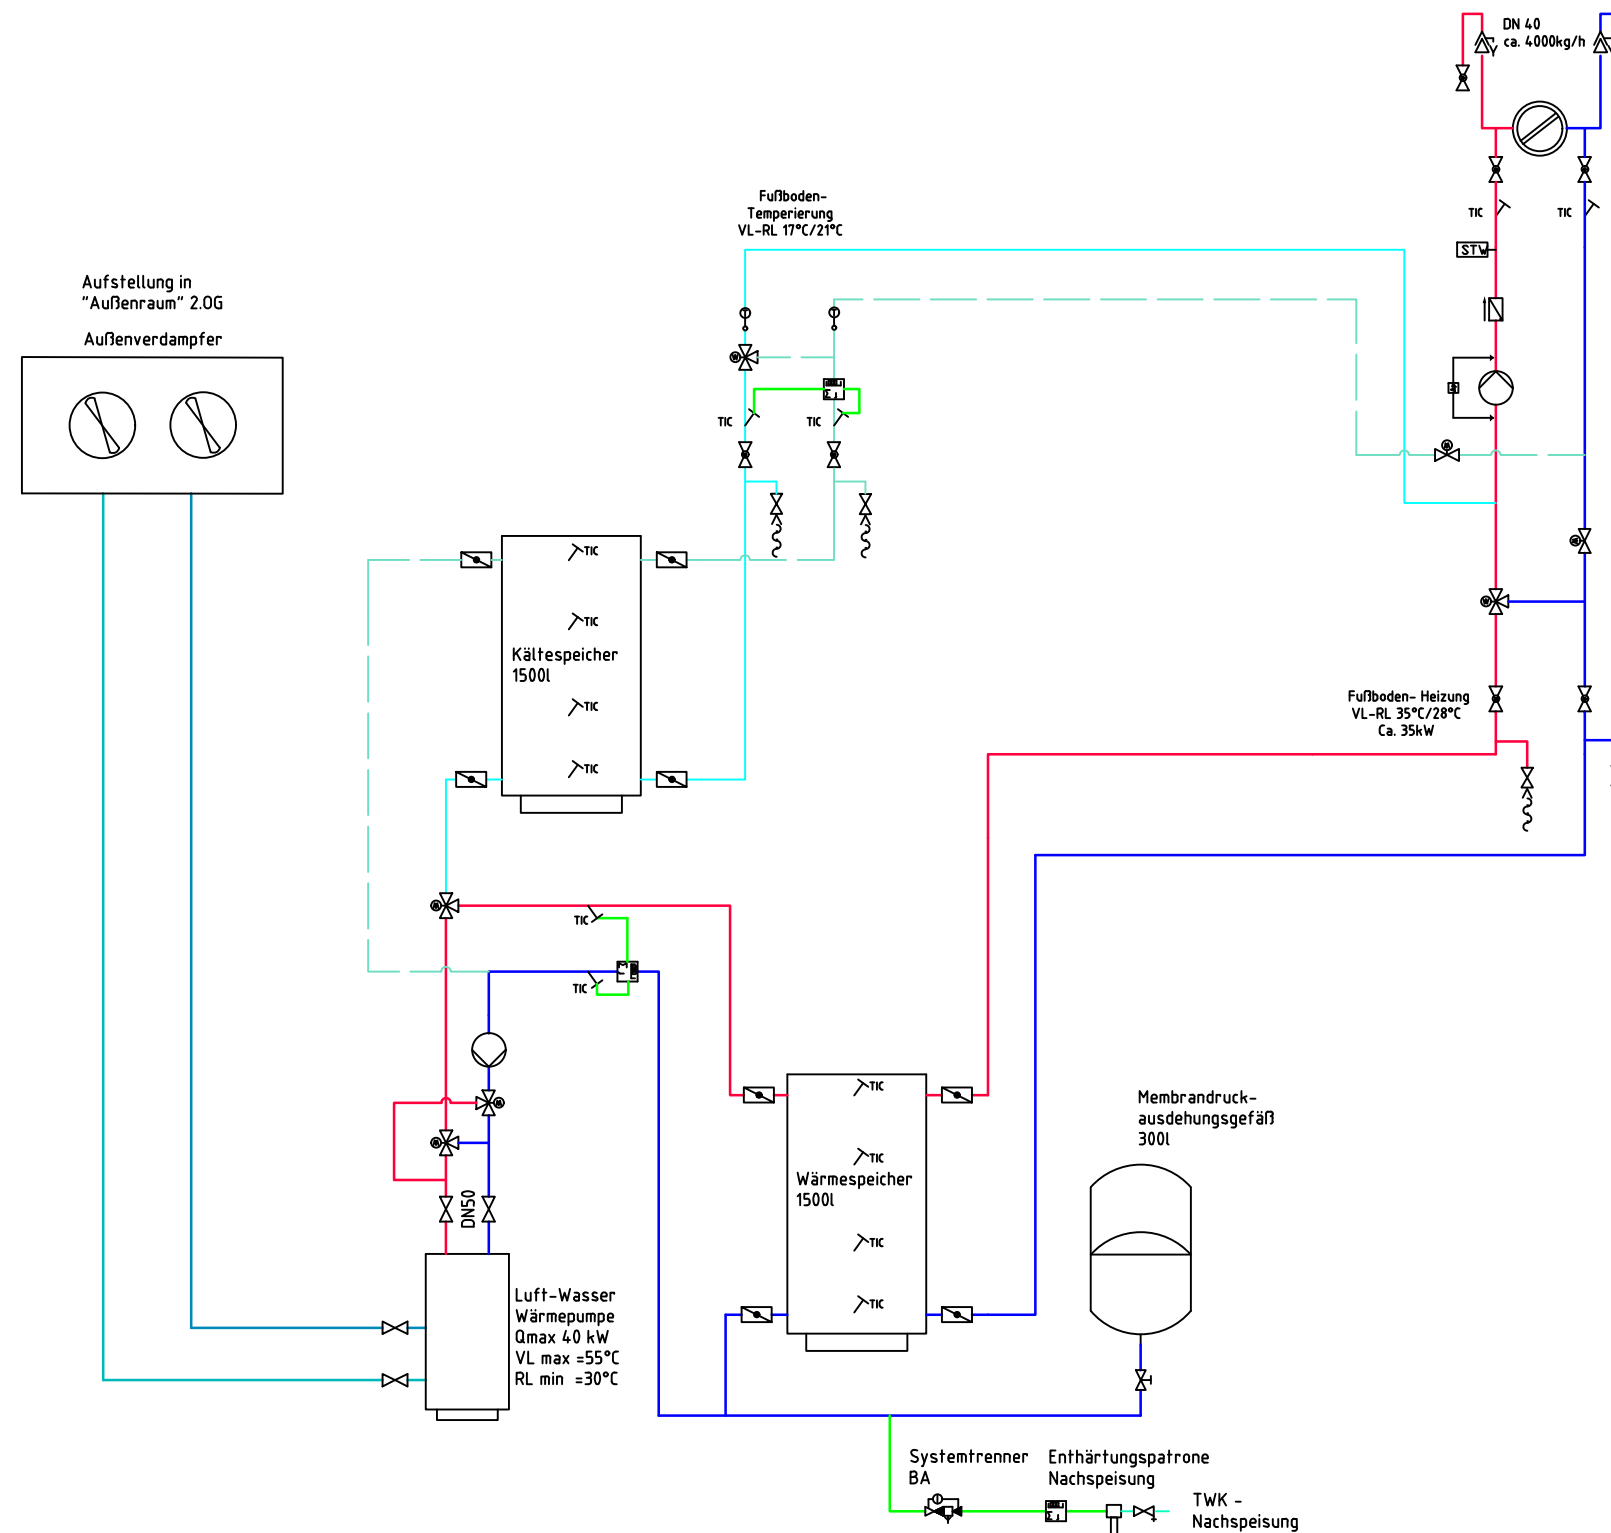 DN 40
ca. 4000kg/h
TIC
TIC
STW
Fußboden-
Temperierung
VL-RL 17°C/21°C
Aufstellung in
"Außenraum" 2.OG
Außenverdampfer
TIC
TIC
TIC
TIC
Kältespeicher
1500l
TIC
TIC
Fußboden- Heizung
VL-RL 35°C/28°C
Ca. 35kW
TIC
TIC
TIC
TIC
Wärmespeicher
1500l
TIC
TIC
Membrandruck-
ausdehungsgefäß
300l
DN50
Luft-Wasser
Wärmepumpe
Qmax 40 kW
VL max =55°C
RL min =30°C
Systemtrenner
BA
Enthärtungspatrone
Nachspeisung
TWK -
Nachspeisung